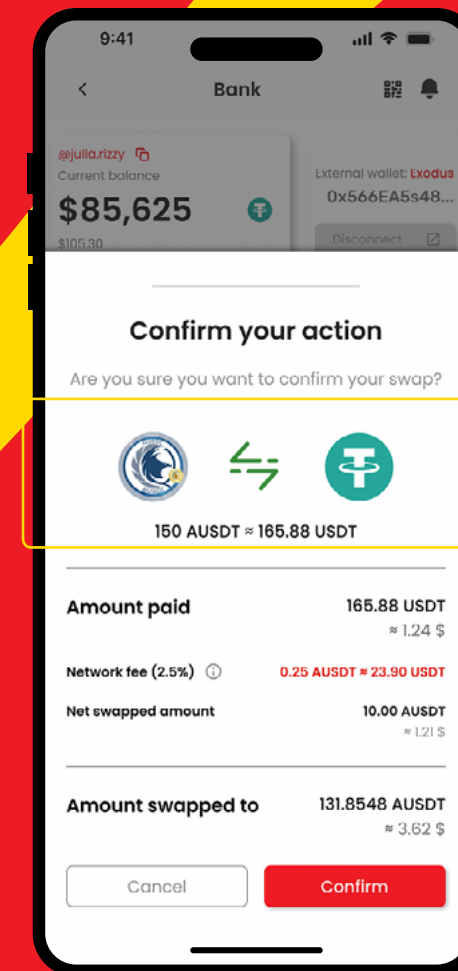 9:41
Bank
@julia.rizzy
Current balance
$85,625
$105.30
External wallet: Exodus
0x566EA5s48...
Disconnect
Confirm your action
Are you sure you want to confirm your swap?
150 AUSDT ≈ 165.88 USDT
Amount paid 165.88 USDT
≈ 1.24 $
Network fee (2.5%) 0.25 AUSDT ≈ 23.90 USDT
Net swapped amount 10.00 AUSDT
≈ 1.21 $
Amount swapped to 131.8548 AUSDT
≈ 3.62 $
Cancel Confirm